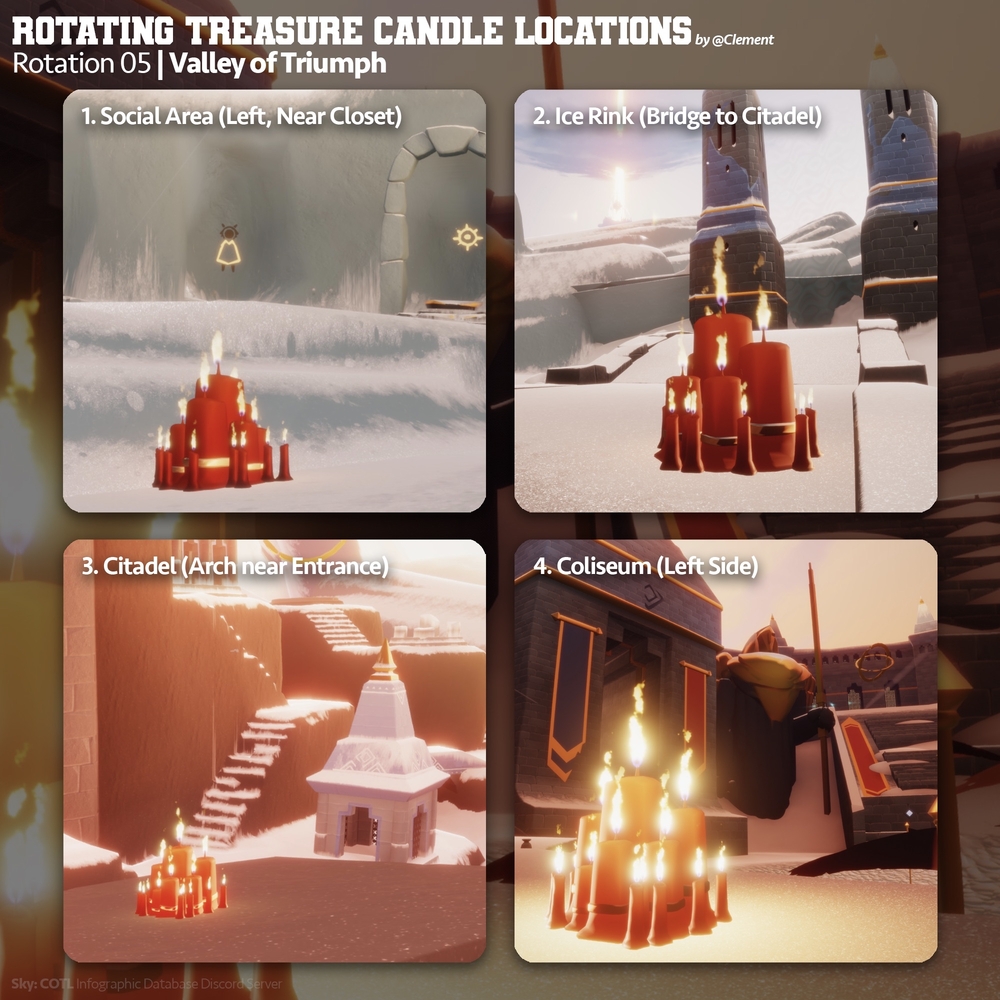 ROTATING TREASURE CANDLE LOCATIONS by @Clement
Rotation 05 | Valley of Triumph
1. Social Area (Left, Near Closet)
2. Ice Rink (Bridge to Citadel)
3. Citadel (Arch near Entrance)
4. Coliseum (Left Side)
Sky: COTL Infographic Database Discord Server